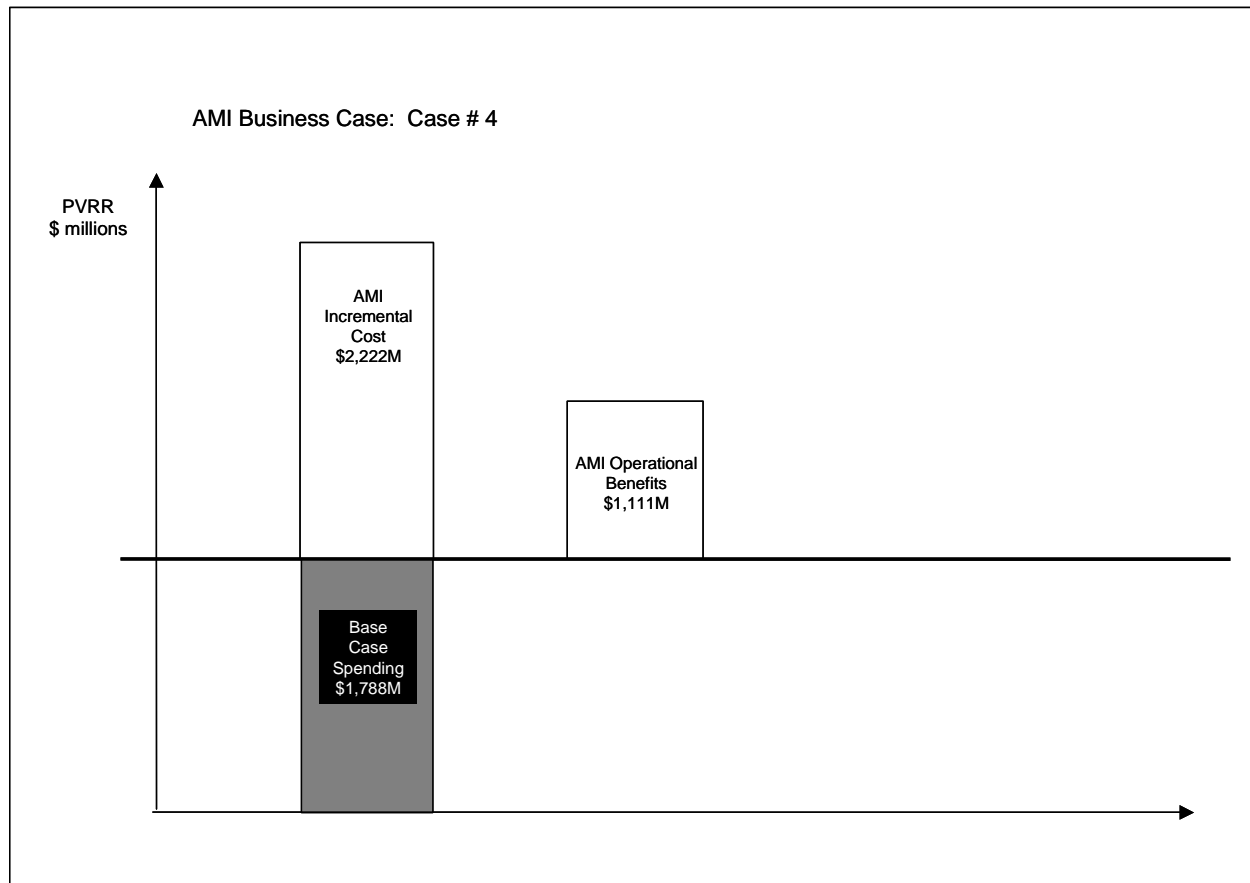 AMI Business Case: Case # 4
PVRR
$ millions
AMI
Incremental
Cost
$2,222M
AMI Operational
Benefits
$1,111M
Base
Case
Spending
$1,788M